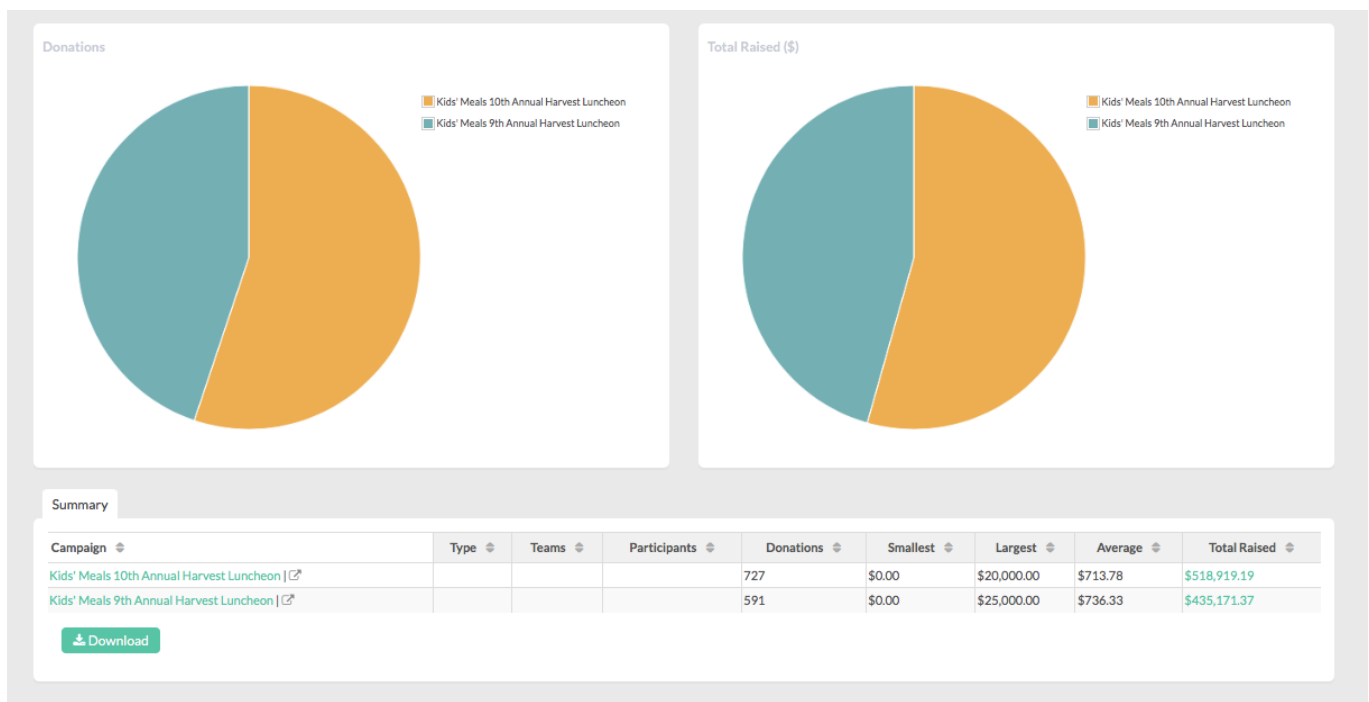 Donations
Kids' Meals 10th Annual Harvest Luncheon
Kids' Meals 9th Annual Harvest Luncheon
Total Raised ($)
Kids' Meals 10th Annual Harvest Luncheon
Kids' Meals 9th Annual Harvest Luncheon
Summary
Campaign Type Teams Participants Donations Smallest Largest Average Total Raised
Kids' Meals 10th Annual Harvest Luncheon | 727 $0.00 $20,000.00 $713.78 $518,919.19
Kids' Meals 9th Annual Harvest Luncheon | 591 $0.00 $25,000.00 $736.33 $435,171.37
Download